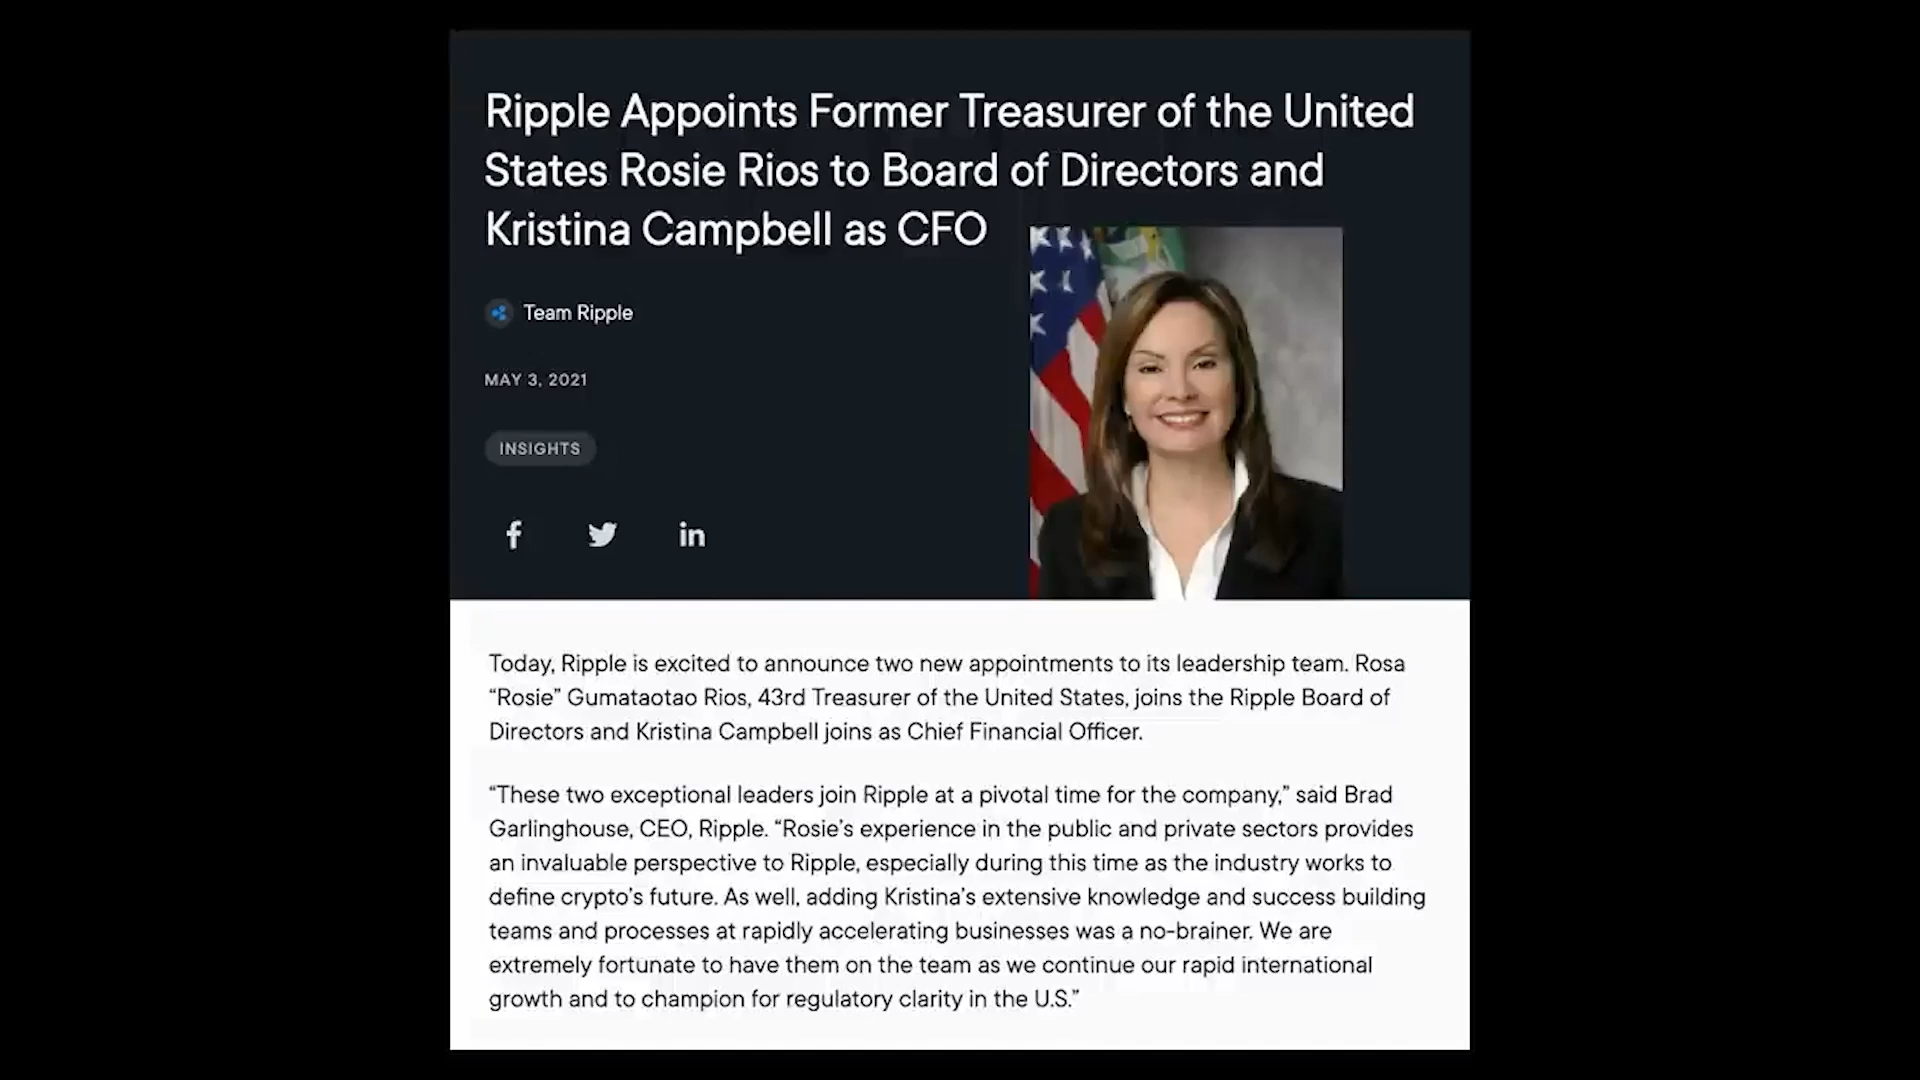 Ripple Appoints Former Treasurer of the United
States Rosie Rios to Board of Directors and
Kristina Campbell as CFO
Team Ripple
MAY 3, 2021
INSIGHTS
f in
Today, Ripple is excited to announce two new appointments to its leadership team. Rosa
“Rosie” Gumataotao Rios, 43rd Treasurer of the United States, joins the Ripple Board of
Directors and Kristina Campbell joins as Chief Financial Officer.
“These two exceptional leaders join Ripple at a pivotal time for the company,” said Brad
Garlinghouse, CEO, Ripple. “Rosie’s experience in the public and private sectors provides
an invaluable perspective to Ripple, especially during this time as the industry works to
define crypto’s future. As well, adding Kristina’s extensive knowledge and success building
teams and processes at rapidly accelerating businesses was a no-brainer. We are
extremely fortunate to have them on the team as we continue our rapid international
growth and to champion for regulatory clarity in the U.S.”